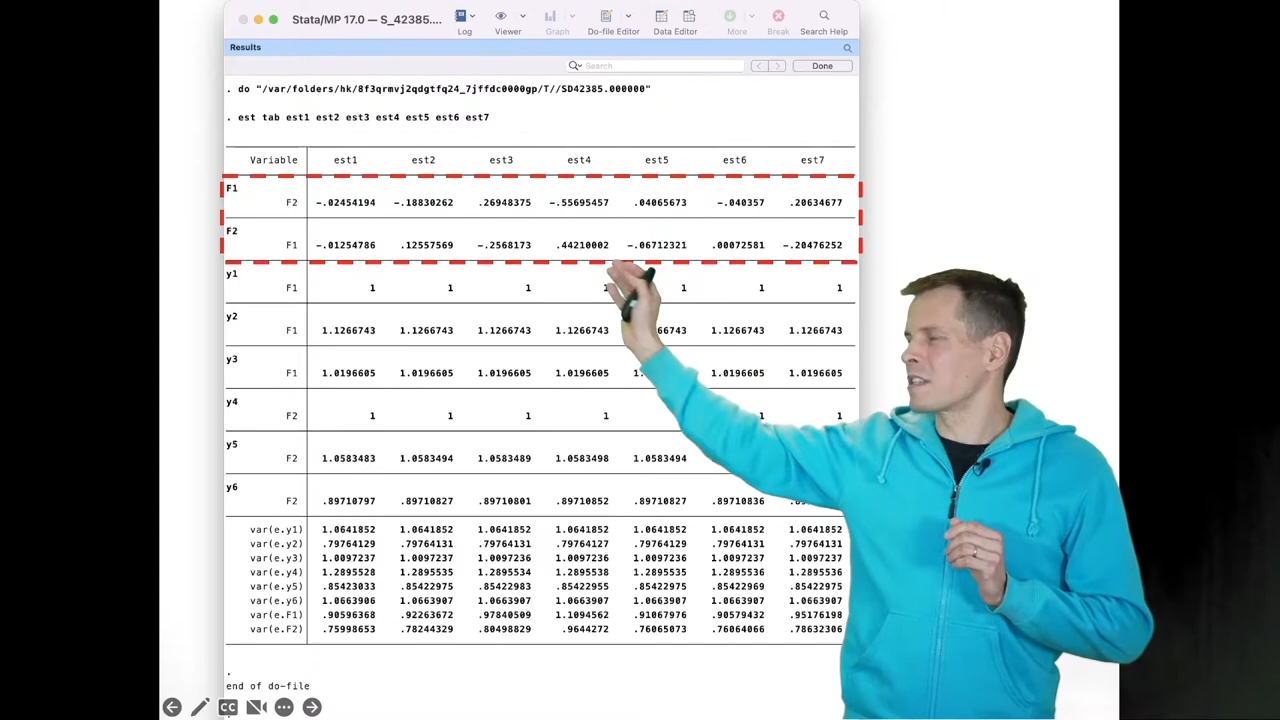 Stata/MP 17.0 — S_42385....
Log
Viewer
Graph
Do-file Editor
Data Editor
More
Break
Search Help
Results
Search
Done
. do "/var/folders/hk/8f3qrmvj2qdgtfq24_7jffdc0000gp/T//SD42385.000000"
. est tab est1 est2 est3 est4 est5 est6 est7
Variable est1 est2 est3 est4 est5 est6 est7
F1
F2 -.02454194 -.18830262 .26948375 -.55695457 .04065673 -.040357 .20634677
F2
F1 -.01254786 .12557569 -.2568173 .44210002 -.06712321 .00072581 -.20476252
y1
F1 1 1 1 1 1 1 1
y2
F1 1.1266743 1.1266743 1.1266743 1.1266743 66743 1.1266743 1.1266743
y3
F1 1.0196605 1.0196605 1.0196605 1.0196605 1. 1.0196605 1.0196605
y4
F2 1 1 1 1 1 1
y5
F2 1.0583483 1.0583494 1.0583489 1.0583498 1.0583494
y6
F2 .89710797 .89710827 .89710801 .89710852 .89710827 .89710836
var(e.y1) 1.0641852 1.0641852 1.0641852 1.0641852 1.0641852 1.0641852 1.0641852
var(e.y2) .79764129 .79764131 .79764131 .79764127 .79764131 .79764131 .79764131
var(e.y3) 1.0097237 1.0097237 1.0097236 1.0097236 1.0097237 1.0097237 1.0097237
var(e.y4) 1.2895528 1.2895535 1.2895534 1.2895538 1.2895535 1.2895536 1.2895536
var(e.y5) .85423033 .85422975 .85422983 .85422955 .85422975 .85422969 .85422975
var(e.y6) 1.0663906 1.0663907 1.0663907 1.0663907 1.0663907 1.0663907 1.0663907
var(e.F1) .90596368 .92263672 .97840509 1.1094562 .91067976 .90579432 .95176198
var(e.F2) .75998653 .78244329 .80498829 .9644272 .76065073 .76064066 .78632306
.
end of do-file
CC